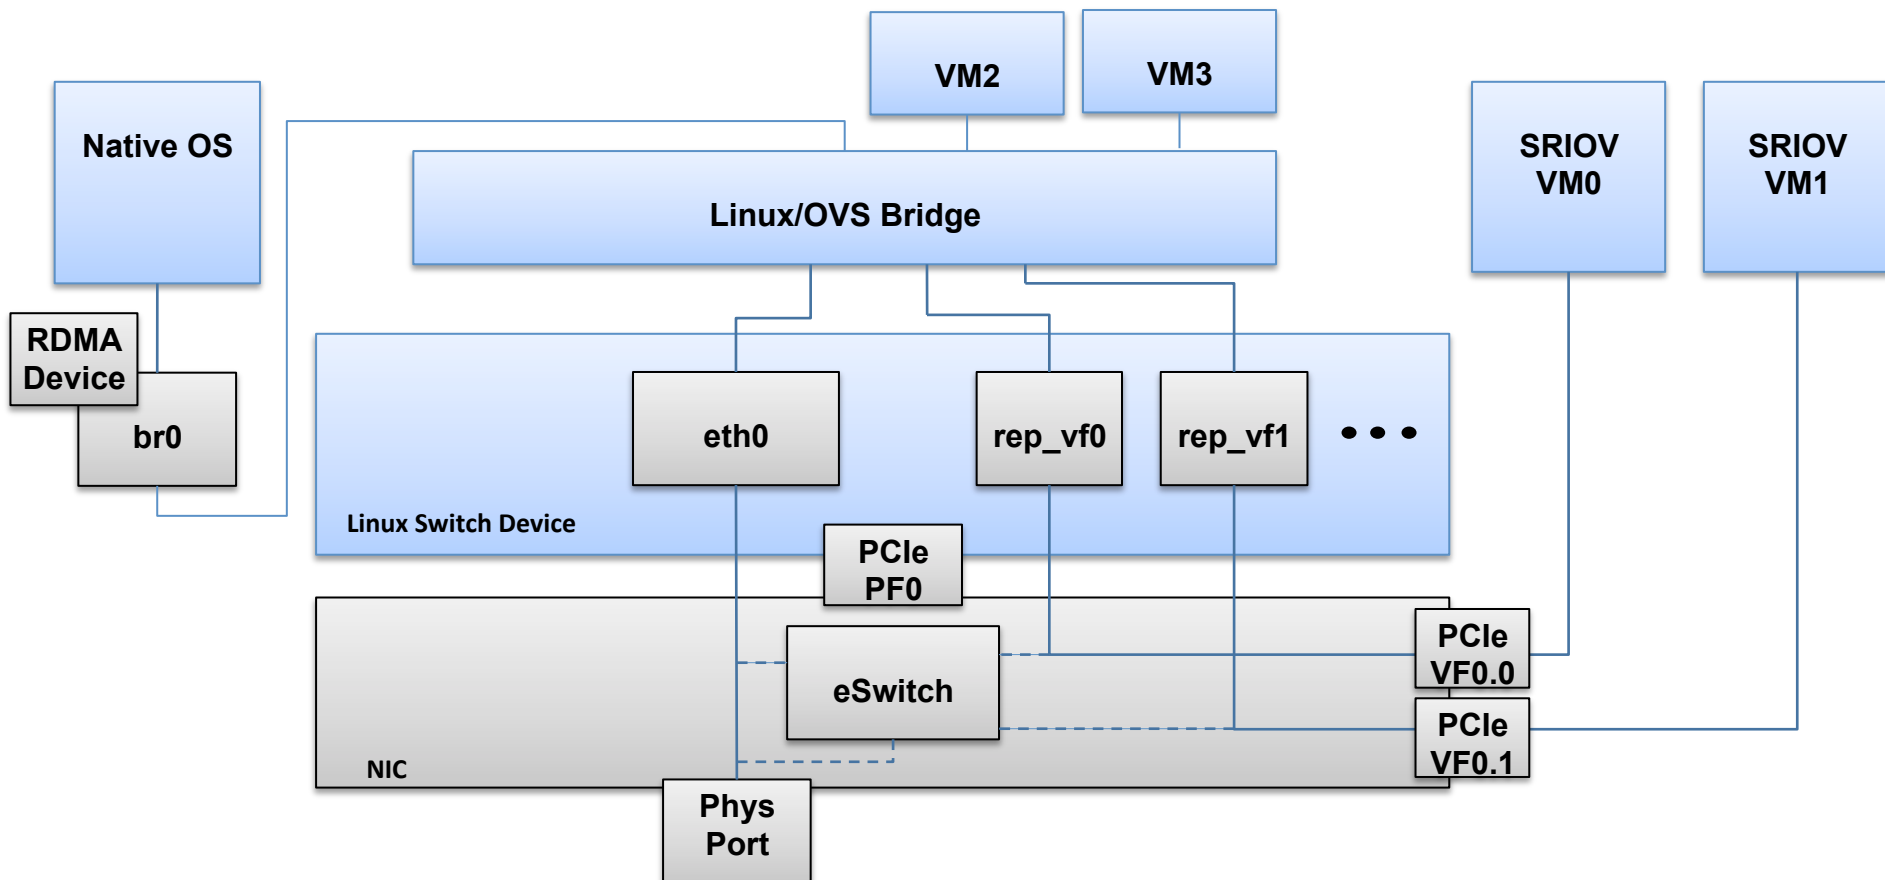 VM2
VM3
Native OS
SRIOV
VM0
SRIOV
VM1
Linux/OVS Bridge
RDMA
Device
br0
eth0
rep_vf0
rep_vf1
Linux Switch Device
PCIe
PF0
PCIe
VF0.0
eSwitch
PCIe
VF0.1
NIC
Phys
Port